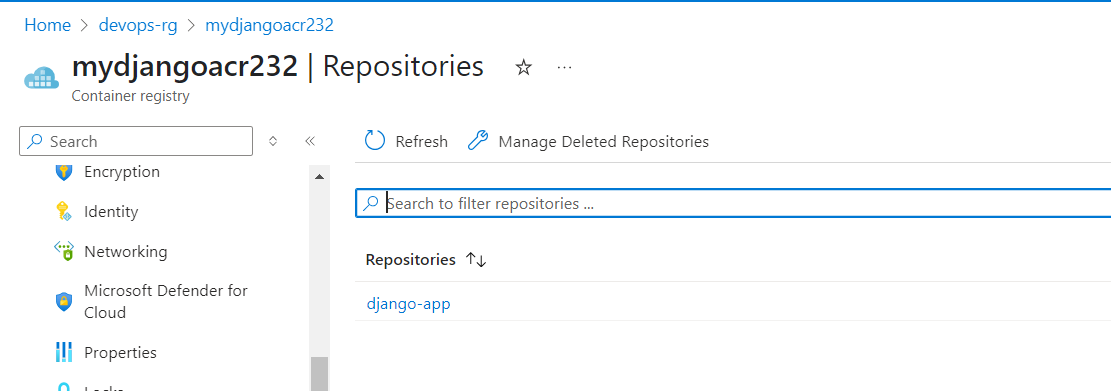 Home > devops-rg > mydjangoacr232
mydjangoacr232 | Repositories
Container registry
Search
Encryption
Identity
Networking
Microsoft Defender for
Cloud
Properties
Locks
Refresh
Manage Deleted Repositories
Search to filter repositories ...
Repositories
django-app